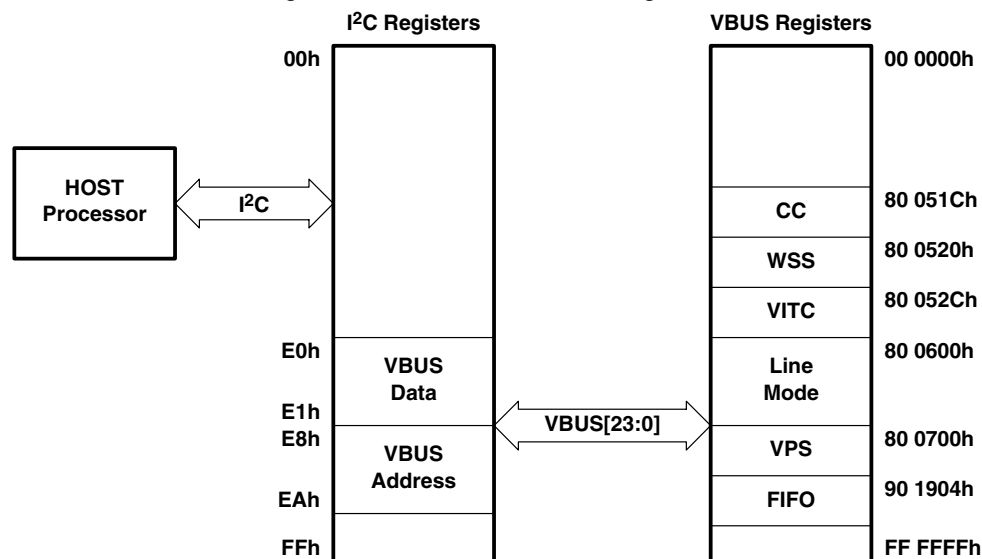 I2C Registers
VBUS Registers
00h
00 0000h
HOST
Processor
I2C
CC
80 051Ch
WSS
80 0520h
VITC
80 052Ch
E0h
VBUS
Data
E1h
Line
Mode
80 0600h
VBUS[23:0]
E8h
VBUS
Address
EAh
VPS
80 0700h
FIFO
90 1904h
FFh
FF FFFFh